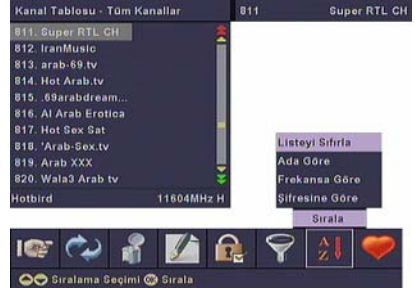 Kanal Tablosu - Tüm Kanallar
811 Super RTL CH
811. Super RTL CH
812. IranMusic
813. arab-69.tv
814. Hot Arab.tv
815. .69arabdream...
816. Al Arab Erotica
817. Hot Sex Sat
818. 'Arab-Sex.tv
819. Arab XXX
820. Wala3 Arab tv
Hotbird 11604MHz H
Listeyi Sıfırla
Ada Göre
Frekansa Göre
Şifresine Göre
Sırala
A
Z
Sıralama Seçimi OK Sırala